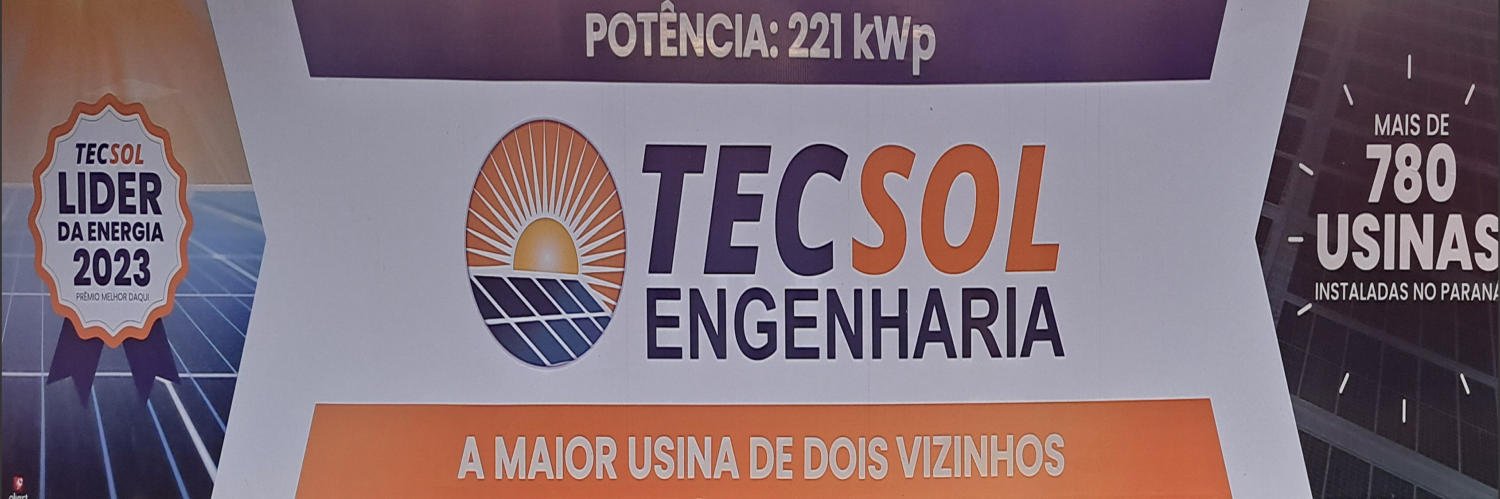 POTÊNCIA: 221 kWp
TECSOL
LIDER
DA ENERGIA
2023
PRÊMIO MELHOR DAQUI
TECSOL
ENGENHARIA
MAIS DE
780
USINAS
INSTALADAS NO PARANÁ
A MAIOR USINA DE DOIS VIZINHOS